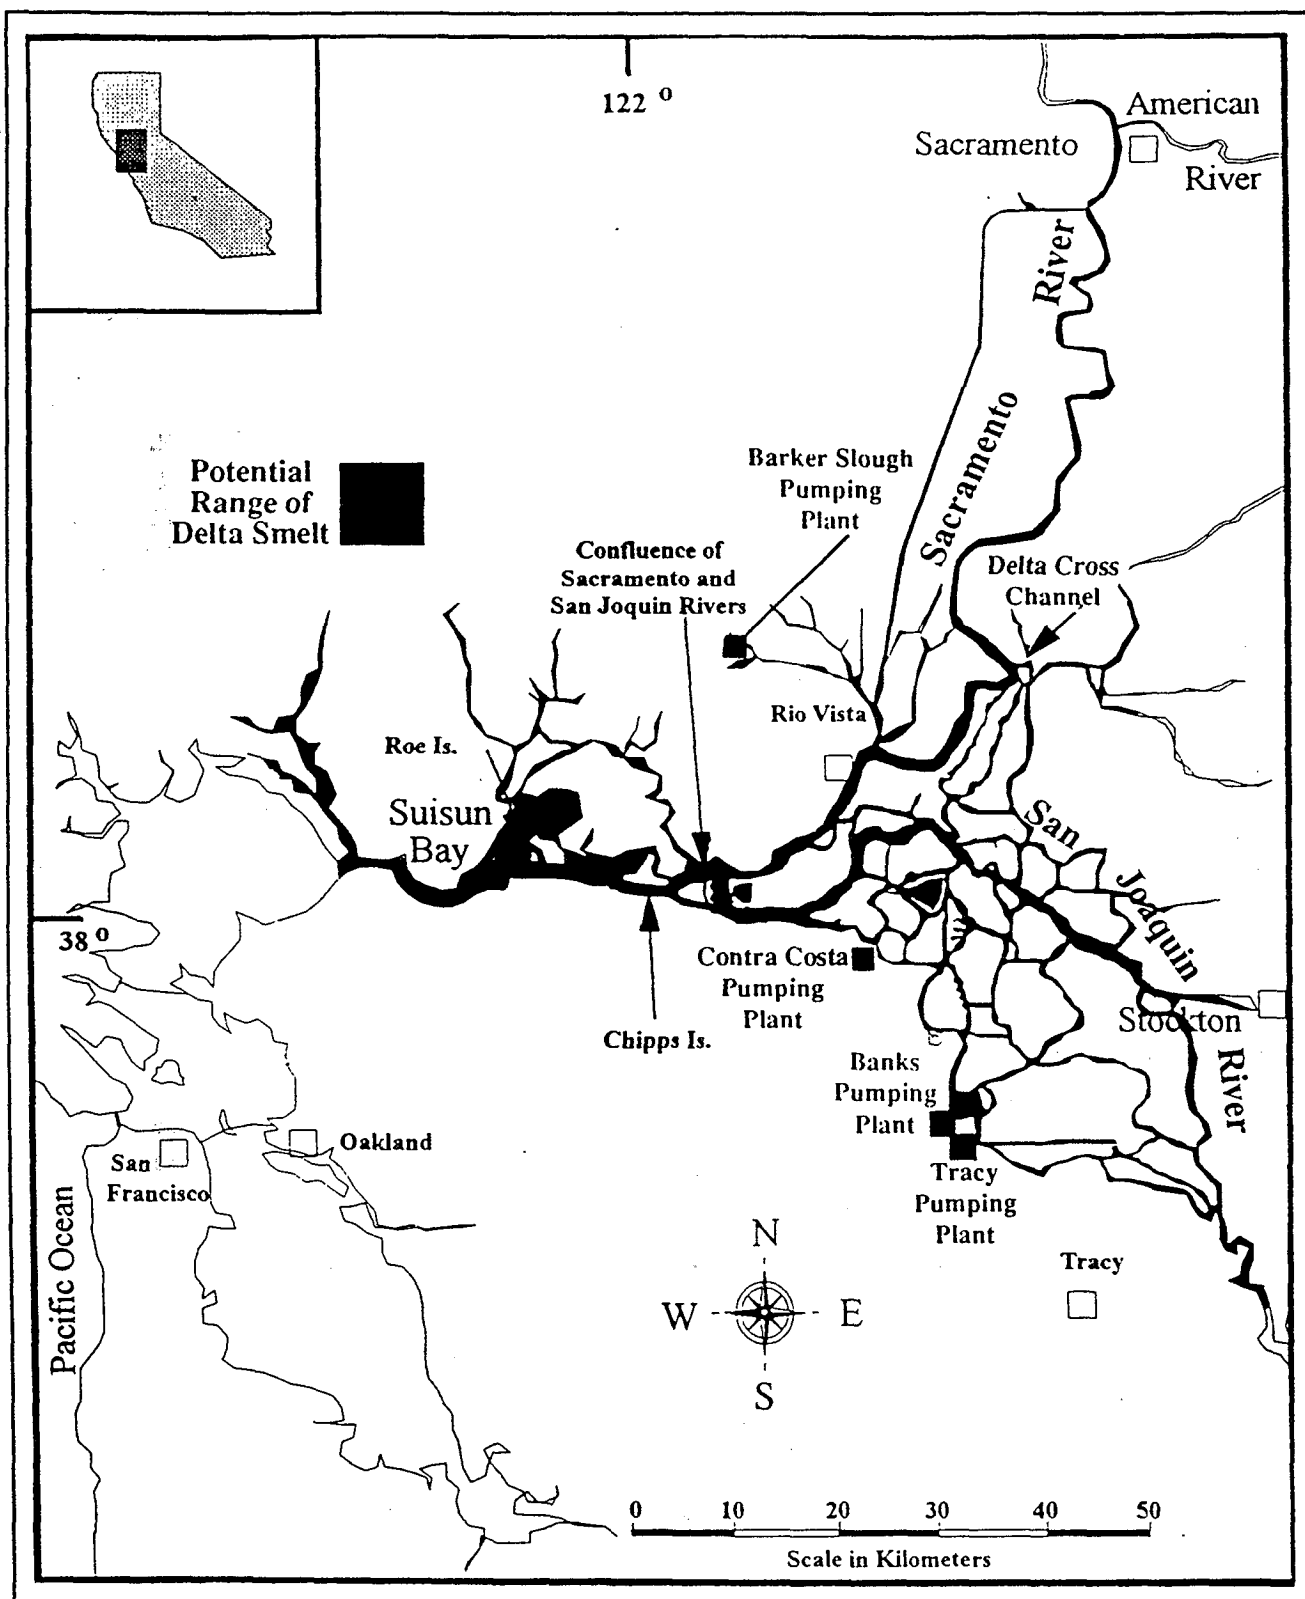 122 º
American
River
Sacramento
River
Sacramento
Potential
Range of
Delta Smelt
Barker Slough
Pumping
Plant
Confluence of
Sacramento and
San Joquin Rivers
Delta Cross
Channel
Rio Vista
Roe Is.
Suisun
Bay
San
Joaquin
River
38 º
Contra Costa
Pumping
Plant
Chipps Is.
Stockton
Banks
Pumping
Plant
Tracy
Pumping
Plant
Oakland
San
Francisco
Pacific Ocean
Tracy
N
W
E
S
0 10 20 30 40 50
Scale in Kilometers